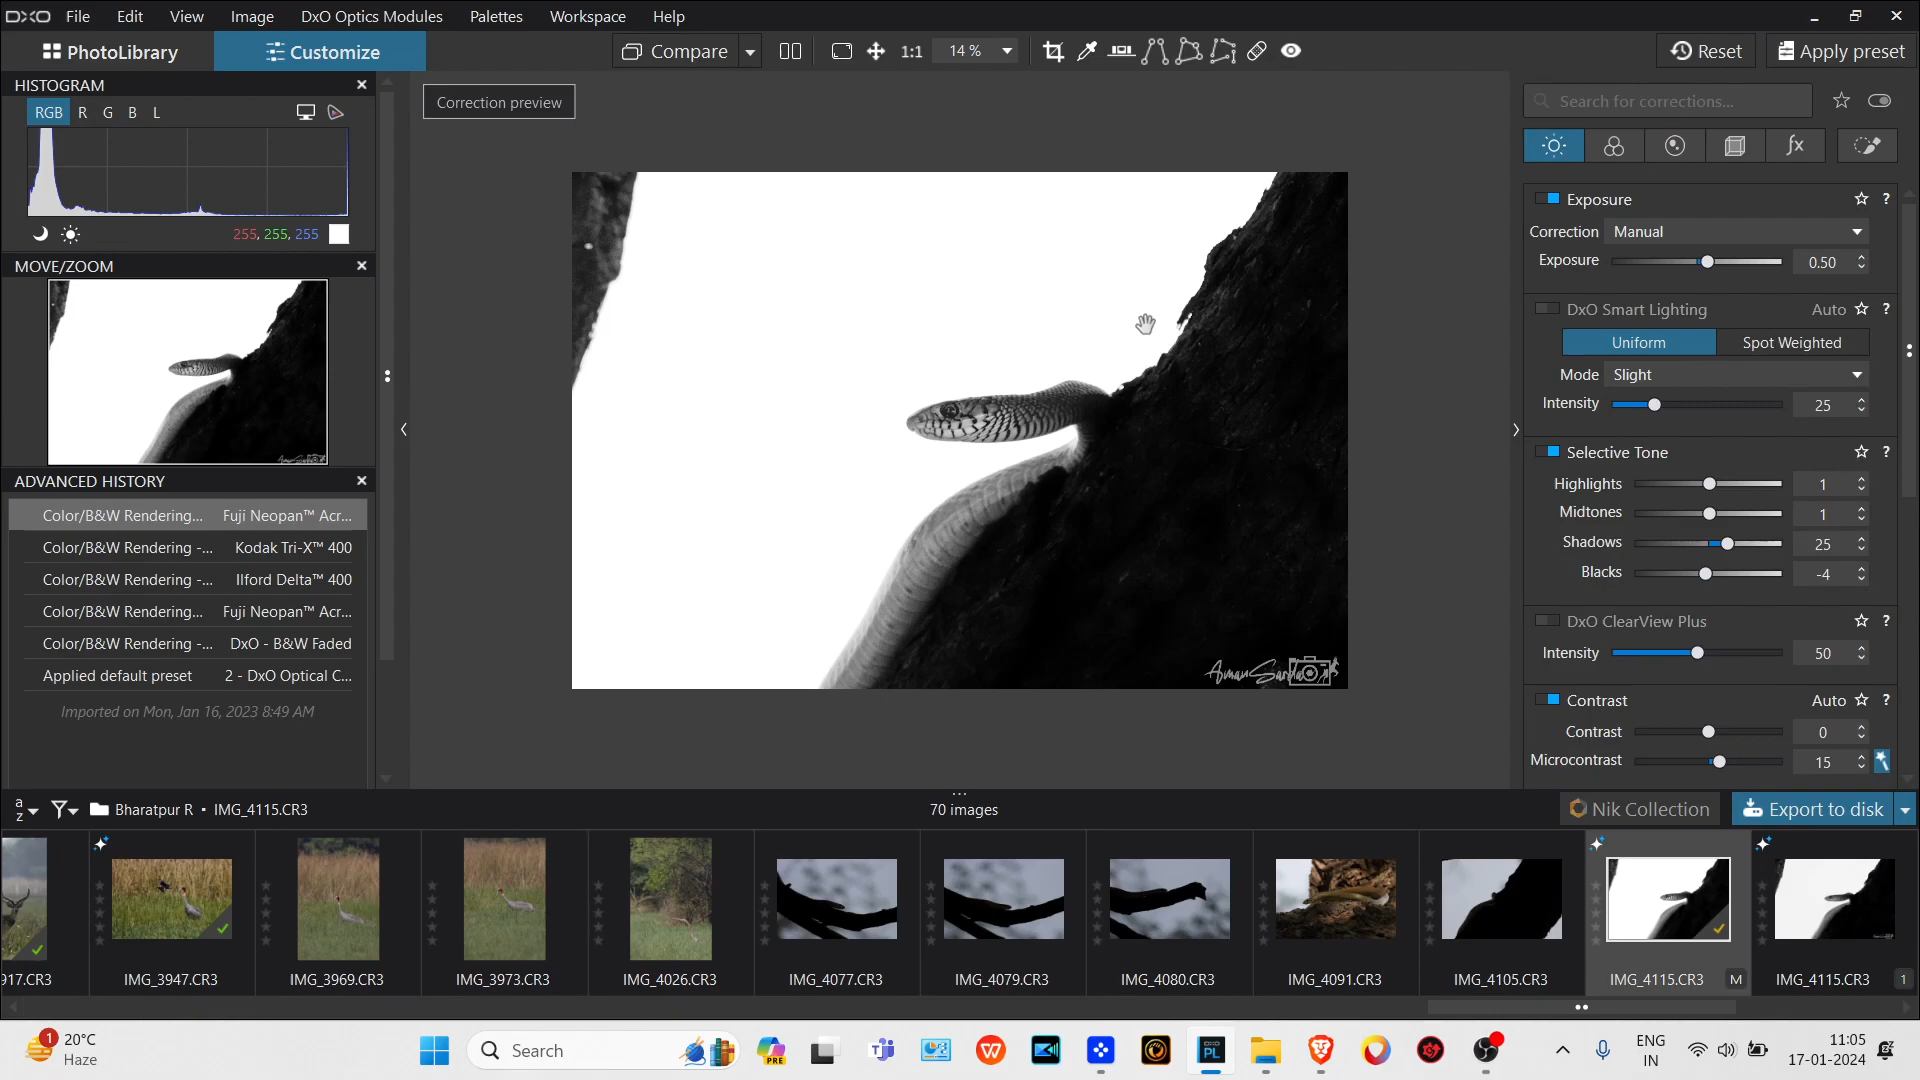 DXO File Edit View Image DxO Optics Modules Palettes Workspace Help
PhotoLibrary Customize Compare 1:1 14 % Reset Apply preset
HISTOGRAM
RGB R G B L
255, 255, 255
MOVE/ZOOM
ADVANCED HISTORY
Color/B&W Rendering... Fuji Neopan™ Acr...
Color/B&W Rendering -... Kodak Tri-X™ 400
Color/B&W Rendering -... Ilford Delta™ 400
Color/B&W Rendering... Fuji Neopan™ Acr...
Color/B&W Rendering -... DxO - B&W Faded
Applied default preset 2 - DxO Optical C...
Imported on Mon, Jan 16, 2023 8:49 AM
Correction preview
Search for corrections...
fx
Exposure ?
Correction Manual
Exposure 0.50
DxO Smart Lighting Auto ?
Uniform Spot Weighted
Mode Slight
Intensity 25
Selective Tone ?
Highlights 1
Midtones 1
Shadows 25
Blacks -4
DxO ClearView Plus ?
Intensity 50
Contrast Auto ?
Contrast 0
Microcontrast 15
a
z
Bharatpur R • IMG_4115.CR3 70 images Nik Collection Export to disk
917.CR3 IMG_3947.CR3 IMG_3969.CR3 IMG_3973.CR3 IMG_4026.CR3 IMG_4077.CR3 IMG_4079.CR3 IMG_4080.CR3 IMG_4091.CR3 IMG_4105.CR3 IMG_4115.CR3 M IMG_4115.CR3 1
1 20°C
Haze
Search
PRE
DXO
PL
ENG
IN
11:05
17-01-2024